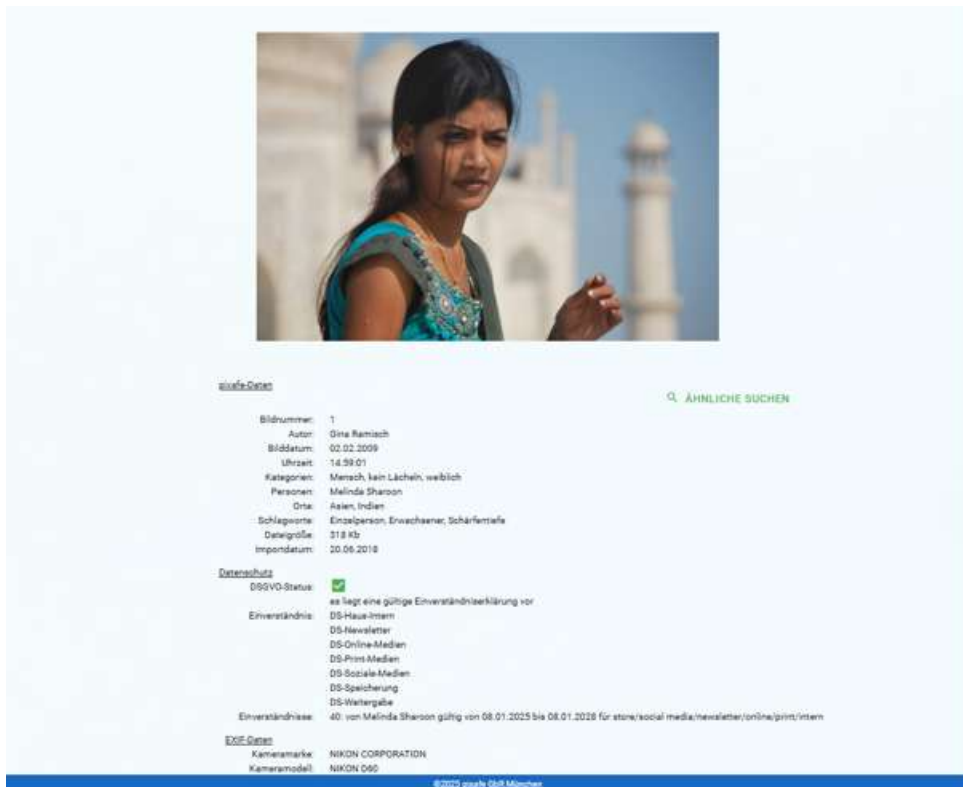 pixafe-Daten
ÄHNLICHE SUCHEN
Bildnummer: 1
Autor: Gina Ramisch
Bilddatum: 02.02.2009
Uhrzeit: 14:59:01
Kategorien: Mensch, kein Lächeln, weiblich
Personen: Melinda Sharoon
Orte: Asien, Indien
Schlagworte: Einzelperson, Erwachsener, Schärfentiefe
Dateigröße: 318 Kb
Importdatum: 20.06.2018
Datenschutz
DSGVO-Status:
es liegt eine gültige Einverständniserklärung vor
Einverständnis: DS-Haus-Intern
DS-Newsletter
DS-Online-Medien
DS-Print-Medien
DS-Soziale-Medien
DS-Speicherung
DS-Weitergabe
Einverständnisse: 40: von Melinda Sharoon gültig von 08.01.2025 bis 08.01.2028 für store/social media/newsletter/online/print/intern
EXIF-Daten
Kameramarke: NIKON CORPORATION
Kameramodell: NIKON D60
©2025 pixafe GbR München